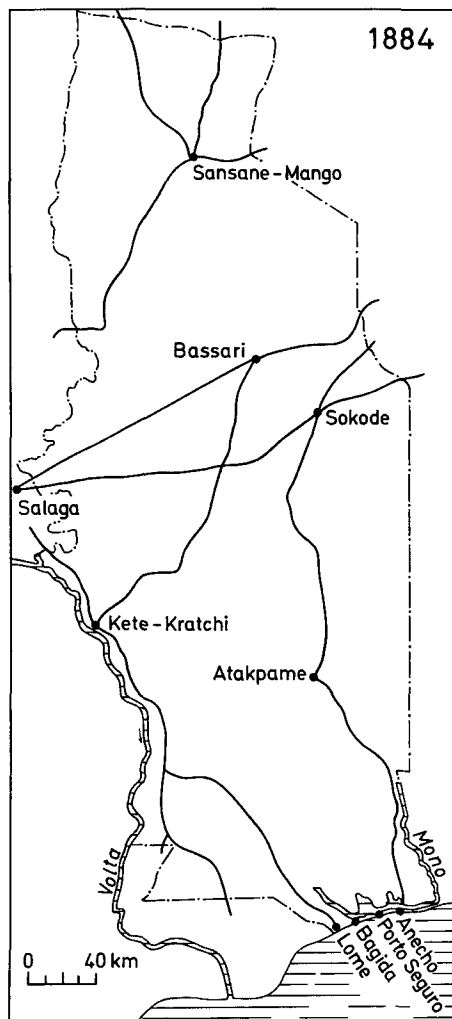 1884
Sansane-Mango
Bassari
Sokode
Salaga
Kete-Kratchi
Atakpame
Volta
Mono
Lome
Bagida
Porto Seguro
Anecho
0 40 km